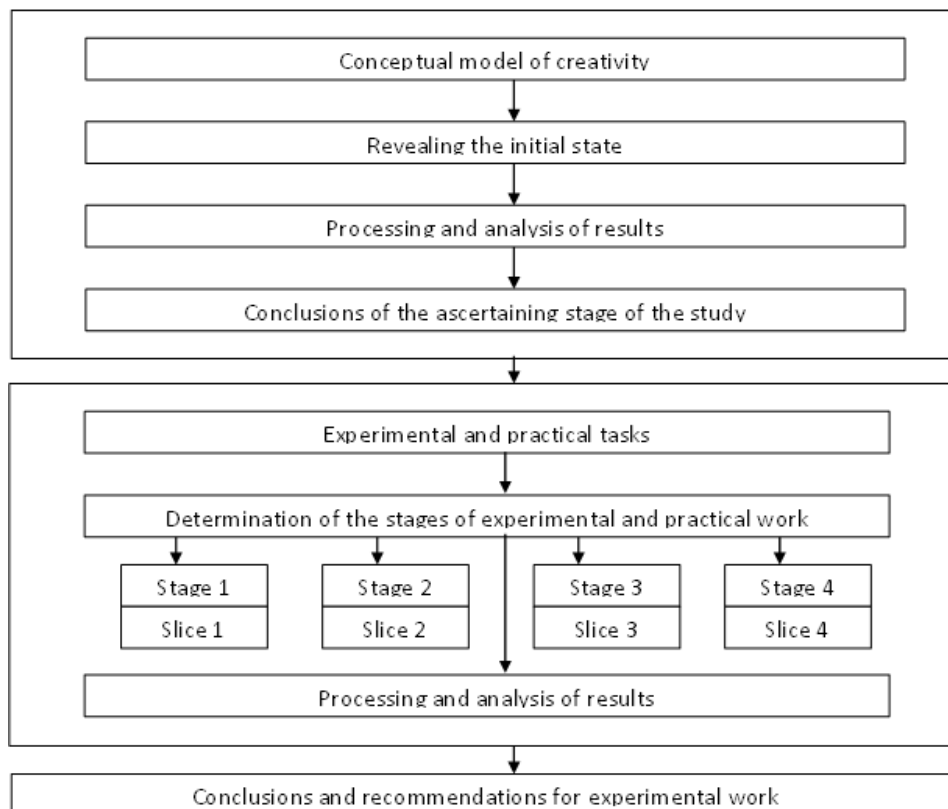 Conceptual model of creativity
Revealing the initial state
Processing and analysis of results
Conclusions of the ascertaining stage of the study
Experimental and practical tasks
Determination of the stages of experimental and practical work
Stage 1
Stage 2
Stage 3
Stage 4
Slice 1
Slice 2
Slice 3
Slice 4
Processing and analysis of results
Conclusions and recommendations for experimental work